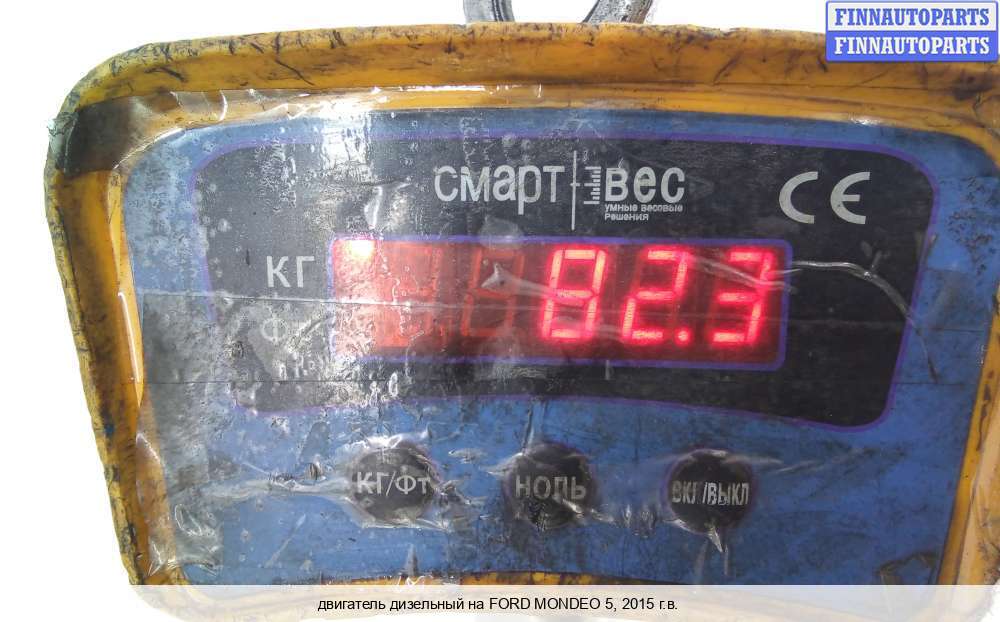 FINNAUTOPARTS
FINNAUTOPARTS
смарт вес
умные весовые
решения
CE
КГ
82.3
КГ/ФТ
НОЛЬ
ВКЛ/ВЫКЛ
двигатель дизельный на FORD MONDEO 5, 2015 г.в.